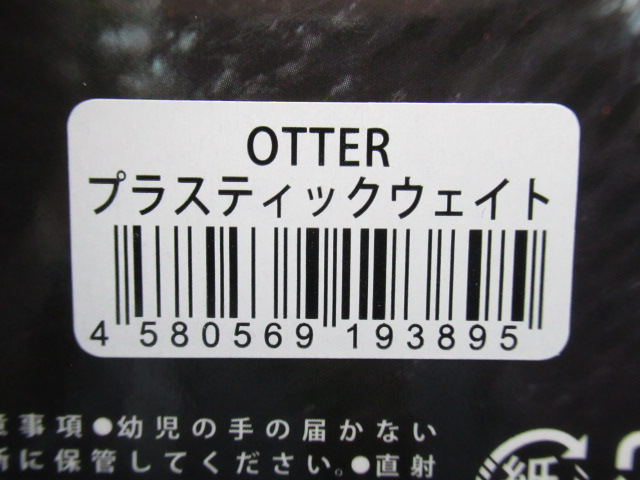 OTTER
プラスティックウェイト
4 580569 193895
意事項●幼児の手の届かない
所に保管してください。●直射
紙